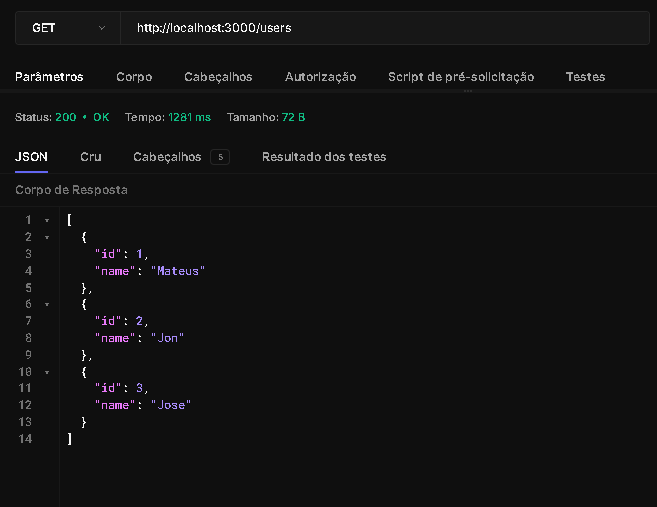 GET http://localhost:3000/users
Parâmetros Corpo Cabeçalhos Autorização Script de pré-solicitação Testes
Status: 200 • OK Tempo: 1281 ms Tamanho: 72 B
JSON Cru Cabeçalhos 5 Resultado dos testes
Corpo de Resposta
1 [
2 {
3 "id": 1,
4 "name": "Mateus"
5 },
6 {
7 "id": 2,
8 "name": "Jon"
9 },
10 {
11 "id": 3,
12 "name": "Jose"
13 }
14 ]